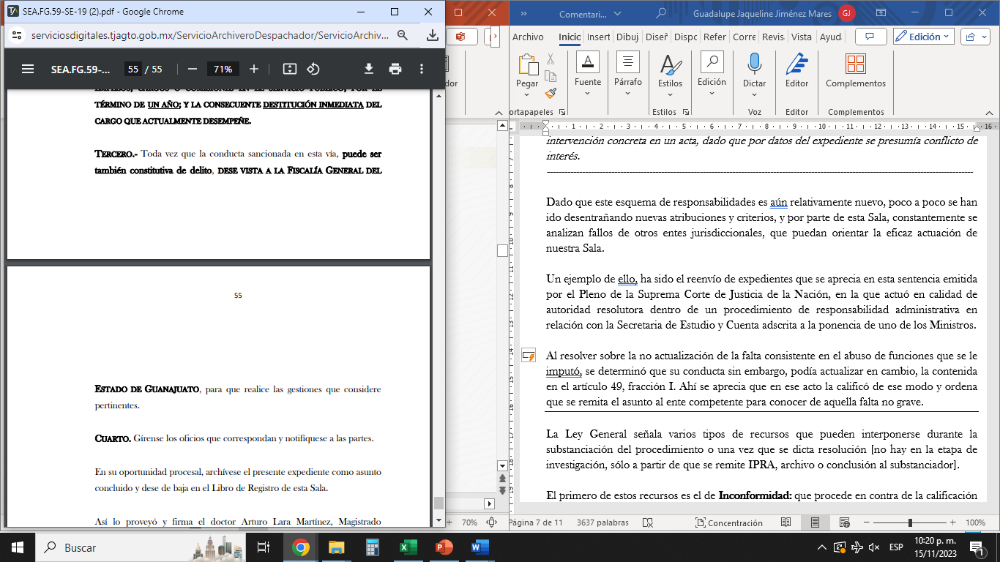 SEA.FG.59-SE-19 (2).pdf - Google Chrome
serviciosdigitales.tjagto.gob.mx/ServicioArchiveroDespachador/ServicioArchiv...
SEA.FG.59-...
55 / 55
71%
TÉRMINO DE UN AÑO; Y LA CONSECUENTE DESTITUCIÓN INMEDIATA DEL
CARGO QUE ACTUALMENTE DESEMPEÑE.
TERCERO.- Toda vez que la conducta sancionada en esta vía, puede ser
también constitutiva de delito, DESE VISTA A LA FISCALÍA GENERAL DEL
55
ESTADO DE GUANAJUATO, para que realice las gestiones que considere
pertinentes.
CUARTO. Gírense los oficios que correspondan y notifíquese a las partes.
En su oportunidad procesal, archívese el presente expediente como asunto
concluido y dese de baja en el Libro de Registro de esta Sala.
Así lo proveyó y firma el doctor Arturo Lara Martínez, Magistrado
70%
Comentari...
Guadalupe Jaqueline Jiménez Mares
GJ
Archivo
Inicio
Insert
Dibuj
Diseñ
Dispo
Refer
Corre
Revis
Vista
Ayud
Edición
Pegar
Fuente
Párrafo
Estilos
Edición
Dictar
Editor
Complementos
ortapapeles
Estilos
Voz
Editor
Complementos
1 2 3 4 5 6 7 8 9 10 11 12 13 14 15 16
intervención concreta en un acta, dado que por datos del expediente se presumía conflicto de
interés.
Dado que este esquema de responsabilidades es aún relativamente nuevo, poco a poco se han
ido desentrañando nuevas atribuciones y criterios, y por parte de esta Sala, constantemente se
analizan fallos de otros entes jurisdiccionales, que puedan orientar la eficaz actuación de
nuestra Sala.
Un ejemplo de ello, ha sido el reenvío de expedientes que se aprecia en esta sentencia emitida
por el Pleno de la Suprema Corte de Justicia de la Nación, en la que actuó en calidad de
autoridad resolutora dentro de un procedimiento de responsabilidad administrativa en
relación con la Secretaria de Estudio y Cuenta adscrita a la ponencia de uno de los Ministros.
Al resolver sobre la no actualización de la falta consistente en el abuso de funciones que se le
imputó, se determinó que su conducta sin embargo, podía actualizar en cambio, la contenida
en el artículo 49, fracción I. Ahí se aprecia que en ese acto la calificó de ese modo y ordena
que se remita el asunto al ente competente para conocer de aquella falta no grave.
La Ley General señala varios tipos de recursos que pueden interponerse durante la
substanciación del procedimiento o una vez que se dicta resolución [no hay en la etapa de
investigación, sólo a partir de que se remite IPRA, archivo o conclusión al substanciador].
El primero de estos recursos es el de Inconformidad: que procede en contra de la calificación
Página 7 de 11
3637 palabras
Concentración
100%
Buscar
ESP
10:20 p. m.
15/11/2023
1